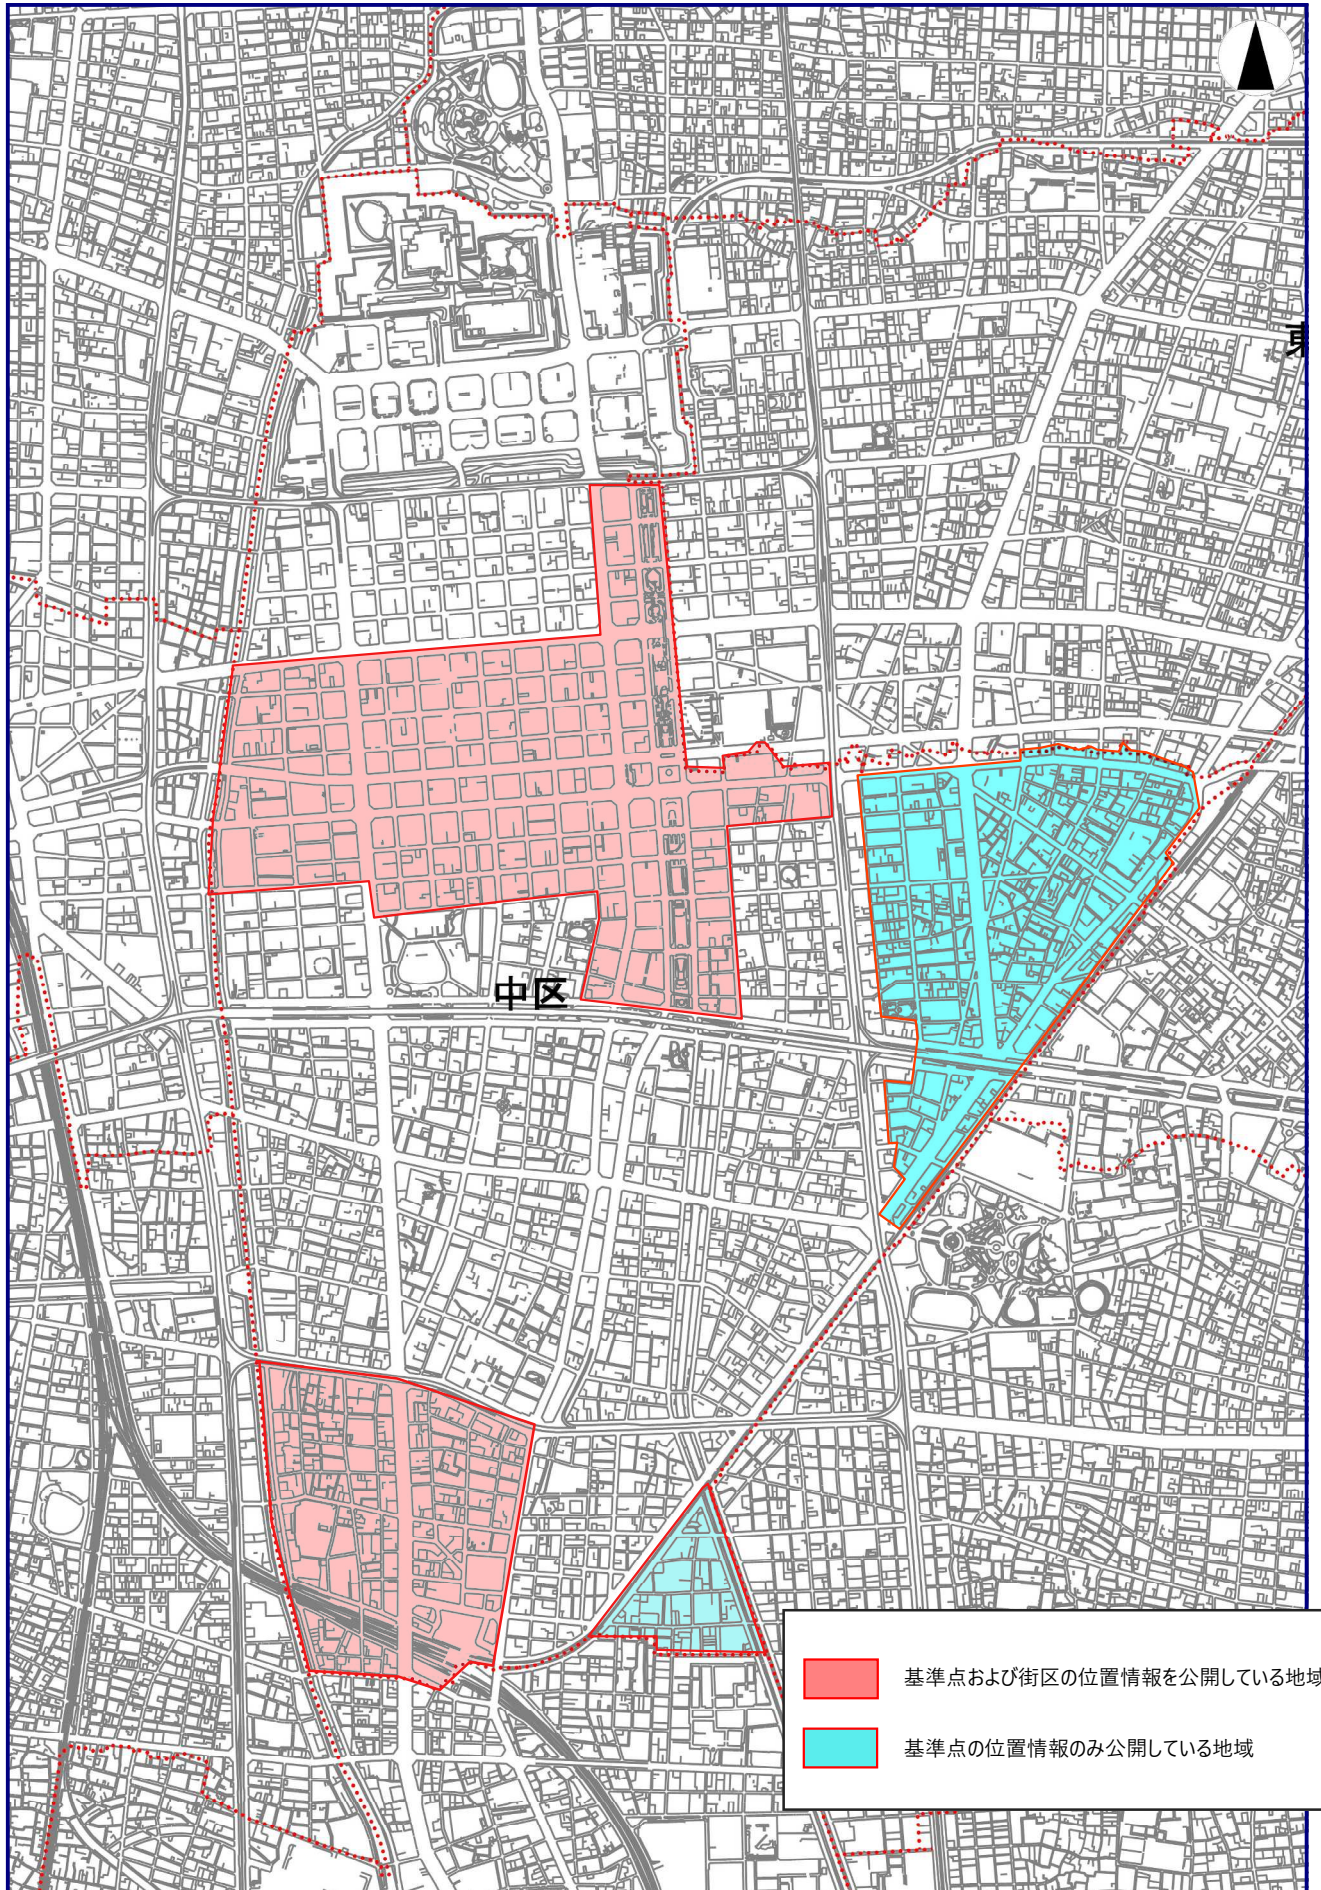 東
中区
基準点および街区の位置情報を公開している地域
基準点の位置情報のみ公開している地域